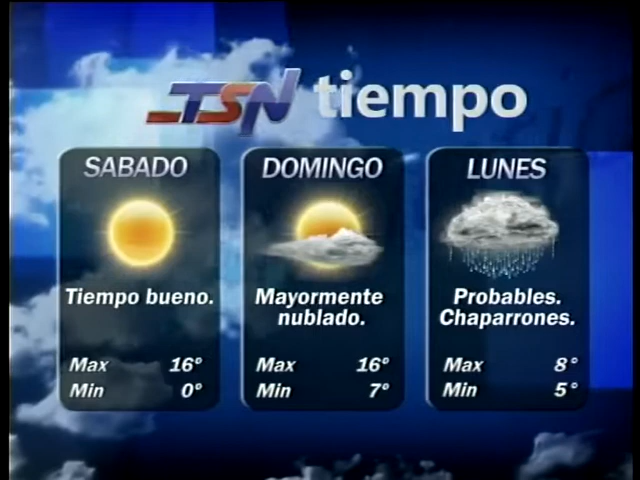 TSN tiempo
SABADO
Tiempo bueno.
Max 16°
Min 0°
DOMINGO
Mayormente
nublado.
Max 16°
Min 7°
LUNES
Probables.
Chaparrones.
Max 8°
Min 5°